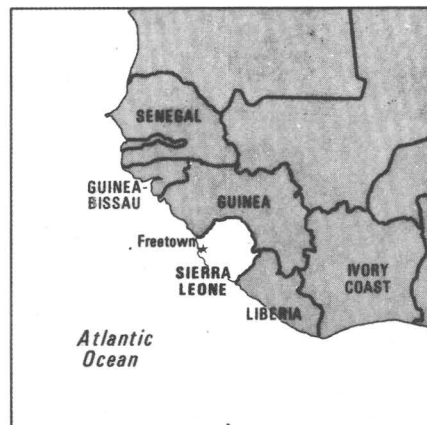 SENEGAL
GUINEA-
BISSAU
GUINEA
Freetown
SIERRA
LEONE
IVORY
COAST
LIBERIA
Atlantic
Ocean